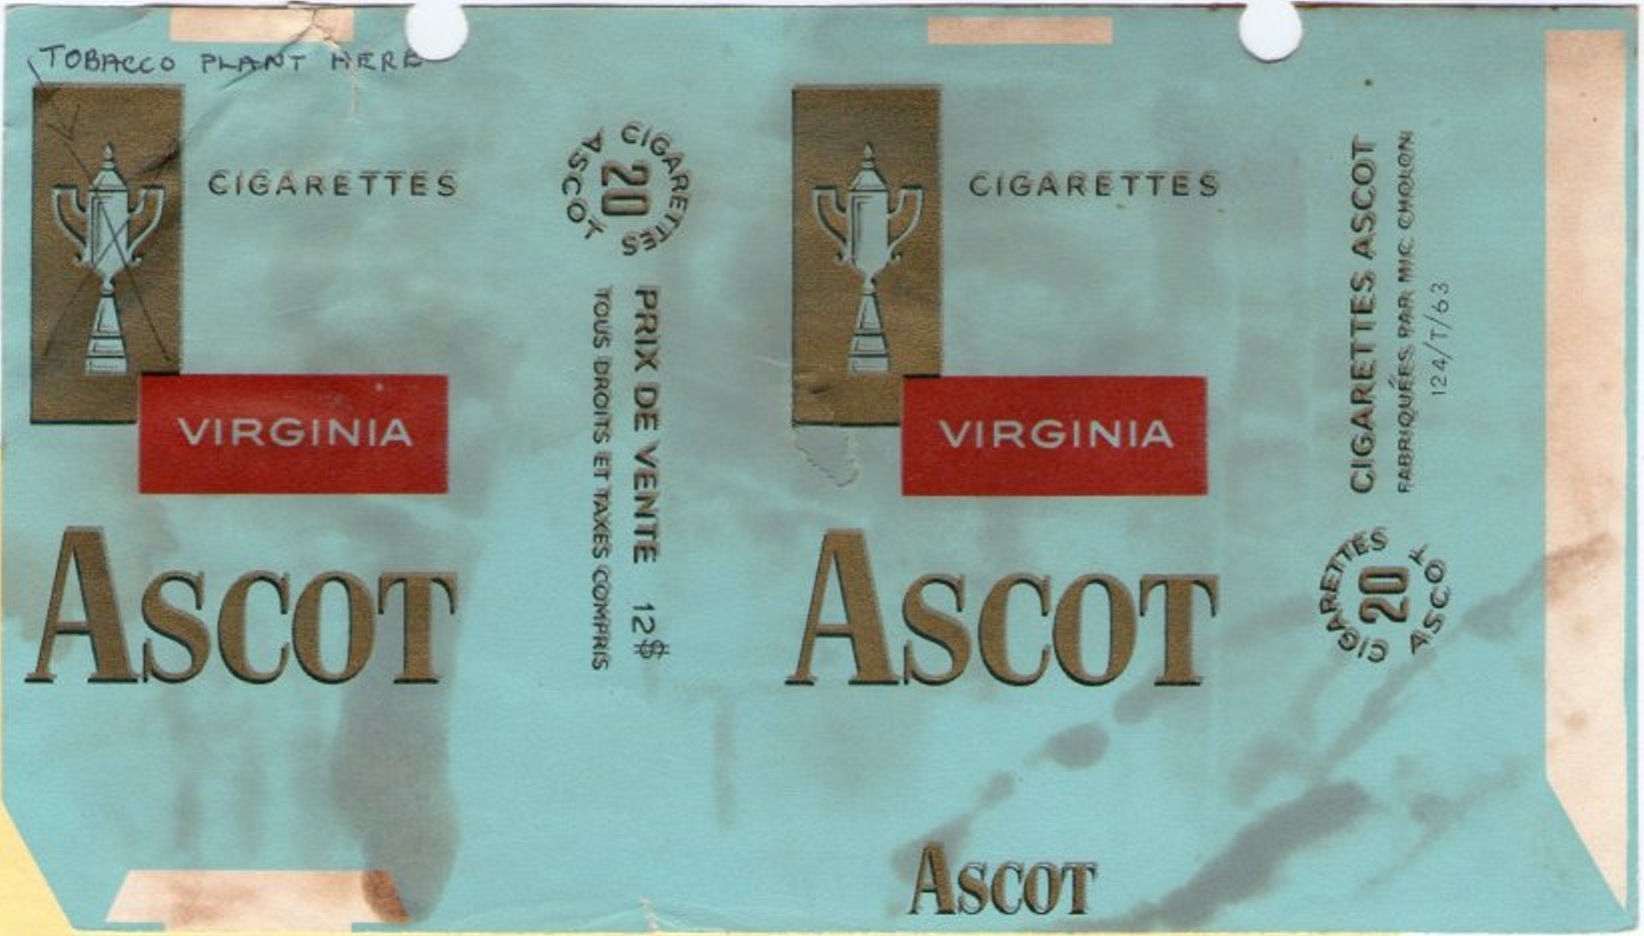 TOBACCO PLANT HERE
CIGARETTES
VIRGINIA
ASCOT
CIGARETTES ASCOT
20
PRIX DE VENTE 12$
TOUS DROITS ET TAXES COMPRIS
CIGARETTES
VIRGINIA
ASCOT
ASCOT
CIGARETTES ASCOT
FABRIQUÉES PAR MIC CHOLON
124/T/63
CIGARETTES ASCOT
20